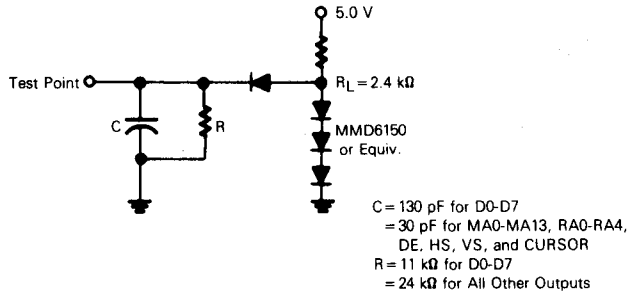 5.0 V
Test Point
R_L = 2.4 kΩ
C
R
MMD6150
or Equiv.
C = 130 pF for D0-D7
= 30 pF for MA0-MA13, RA0-RA4,
DE, HS, VS, and CURSOR
R = 11 kΩ for D0-D7
= 24 kΩ for All Other Outputs